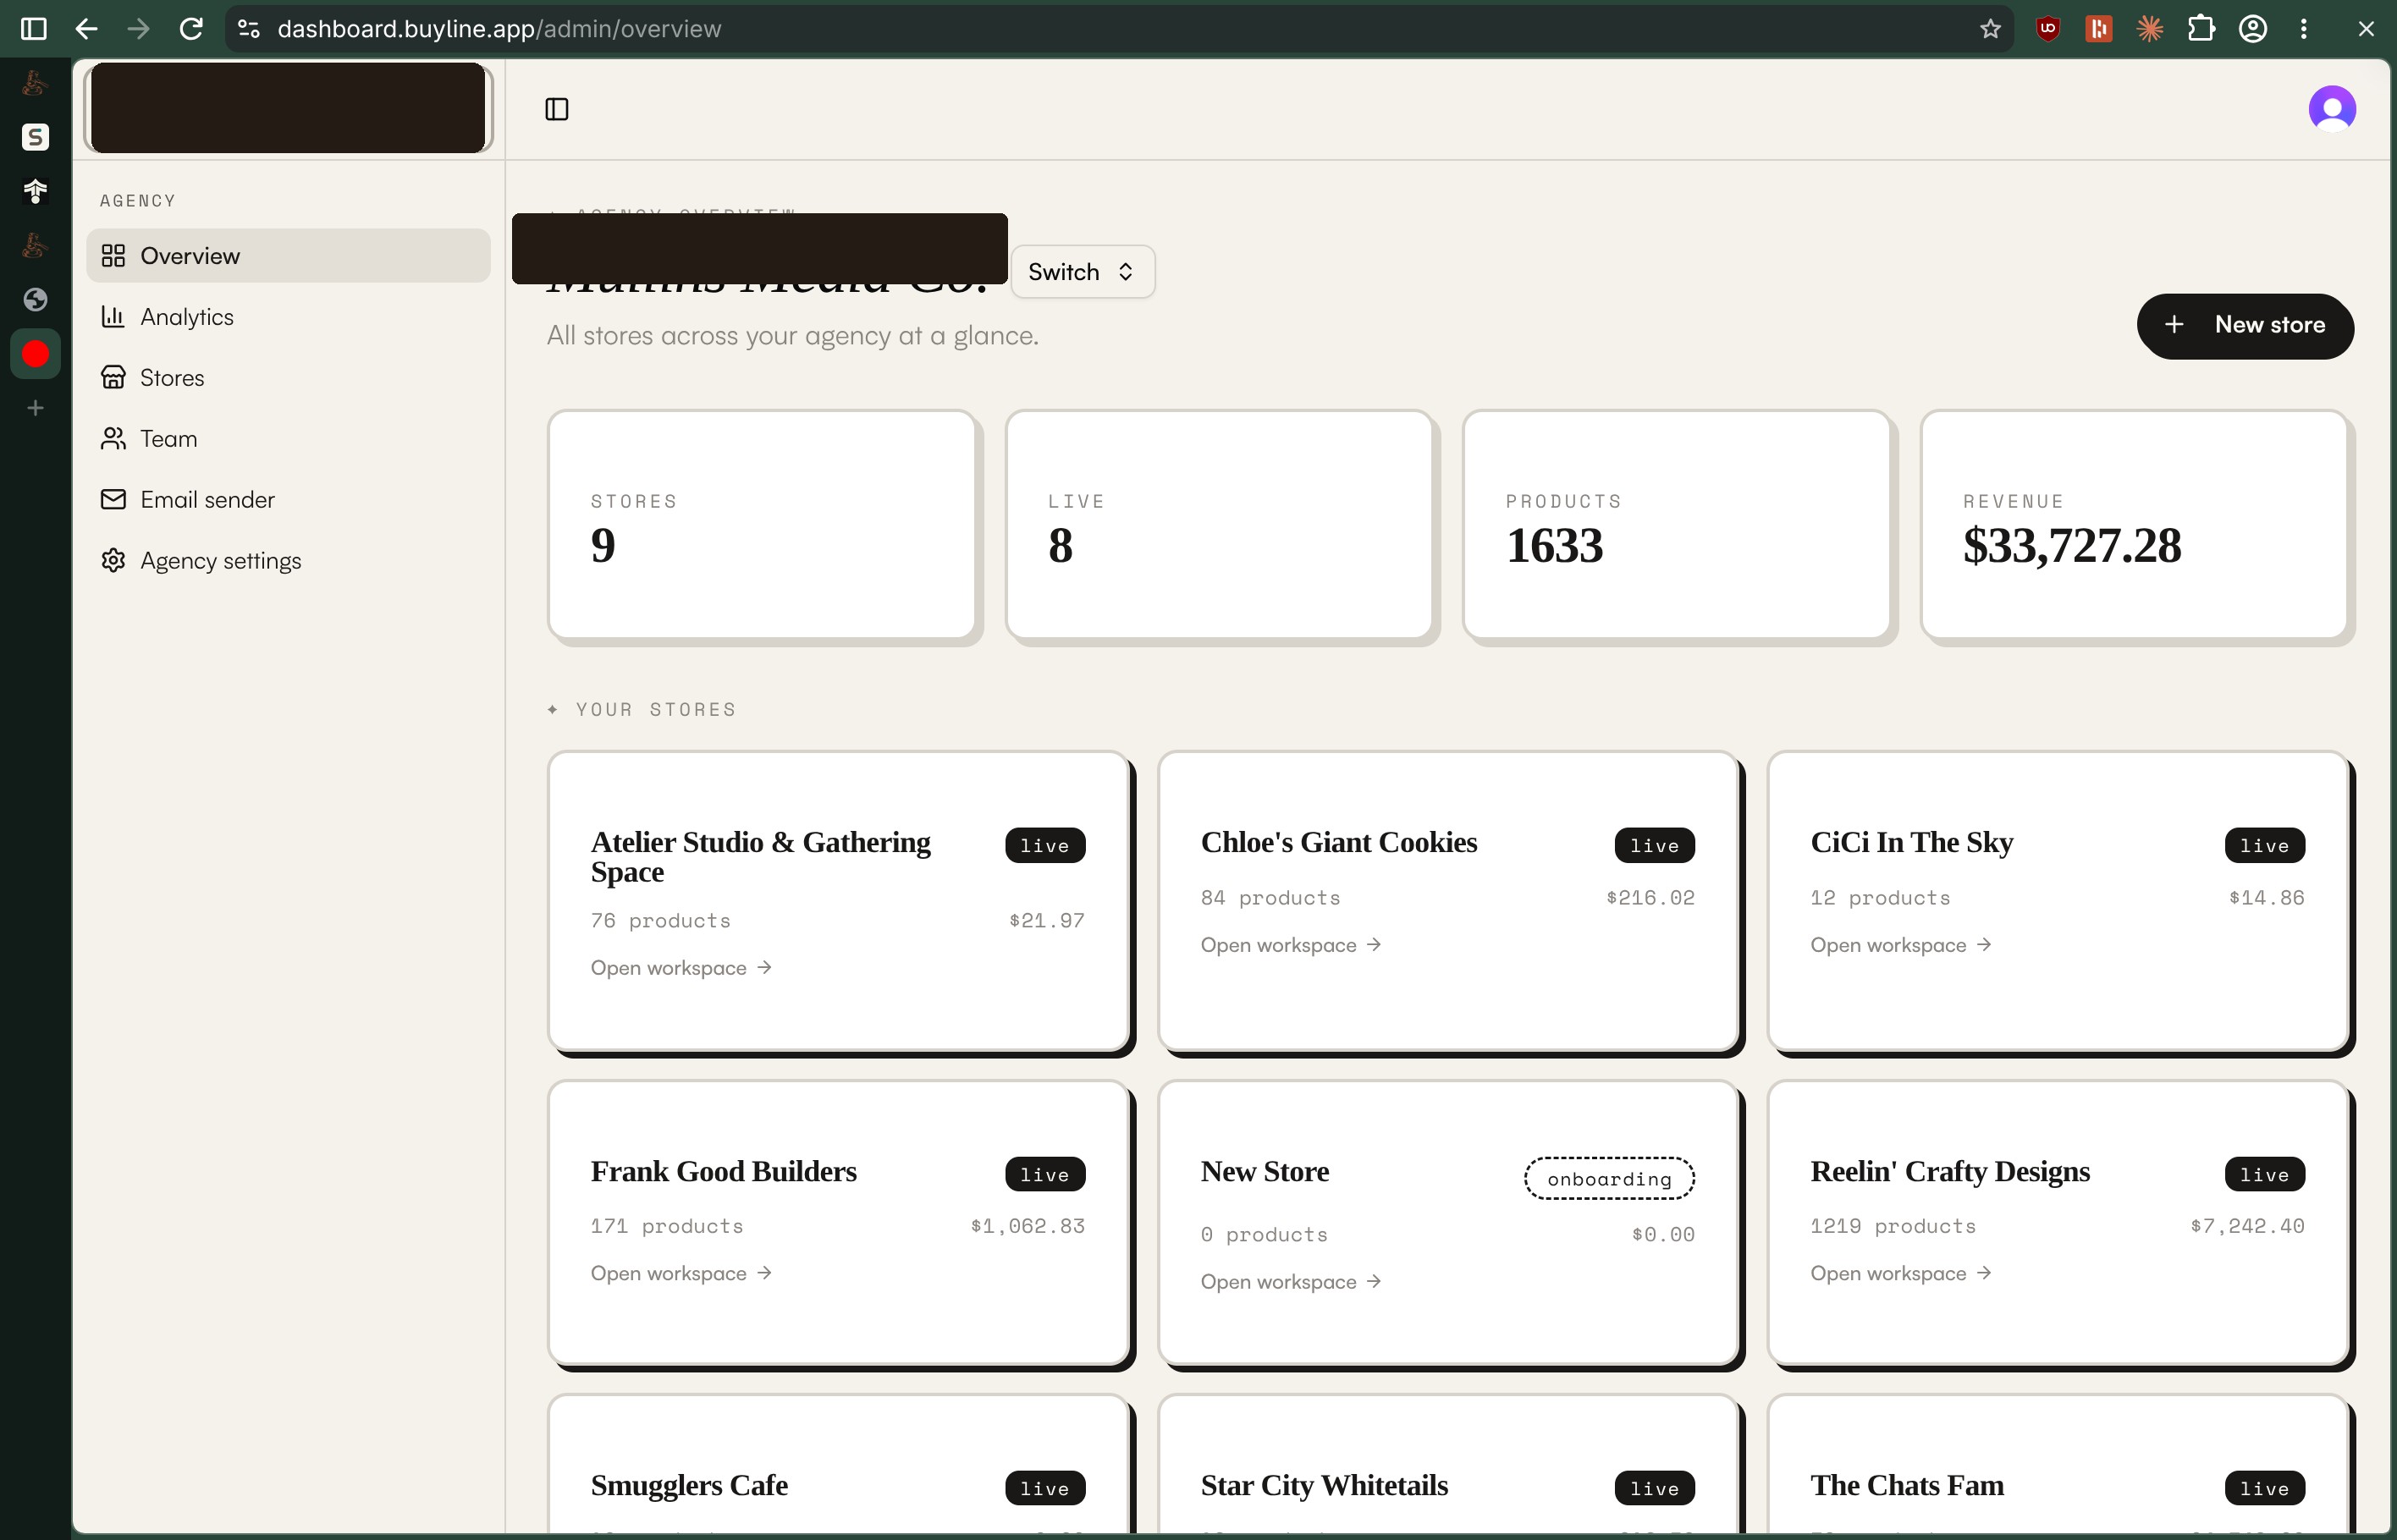 dashboard.buyline.app/admin/overview
AGENCY
Overview
Analytics
Stores
Team
Email sender
Agency settings
AGENCY OVERVIEW
Switch
All stores across your agency at a glance.
New store
STORES
9
LIVE
8
PRODUCTS
1633
REVENUE
$33,727.28
YOUR STORES
Atelier Studio & Gathering
Space
live
76 products
$21.97
Open workspace
Chloe's Giant Cookies
live
84 products
$216.02
Open workspace
CiCi In The Sky
live
12 products
$14.86
Open workspace
Frank Good Builders
live
171 products
$1,062.83
Open workspace
New Store
onboarding
0 products
$0.00
Open workspace
Reelin' Crafty Designs
live
1219 products
$7,242.40
Open workspace
Smugglers Cafe
live
Star City Whitetails
live
The Chats Fam
live